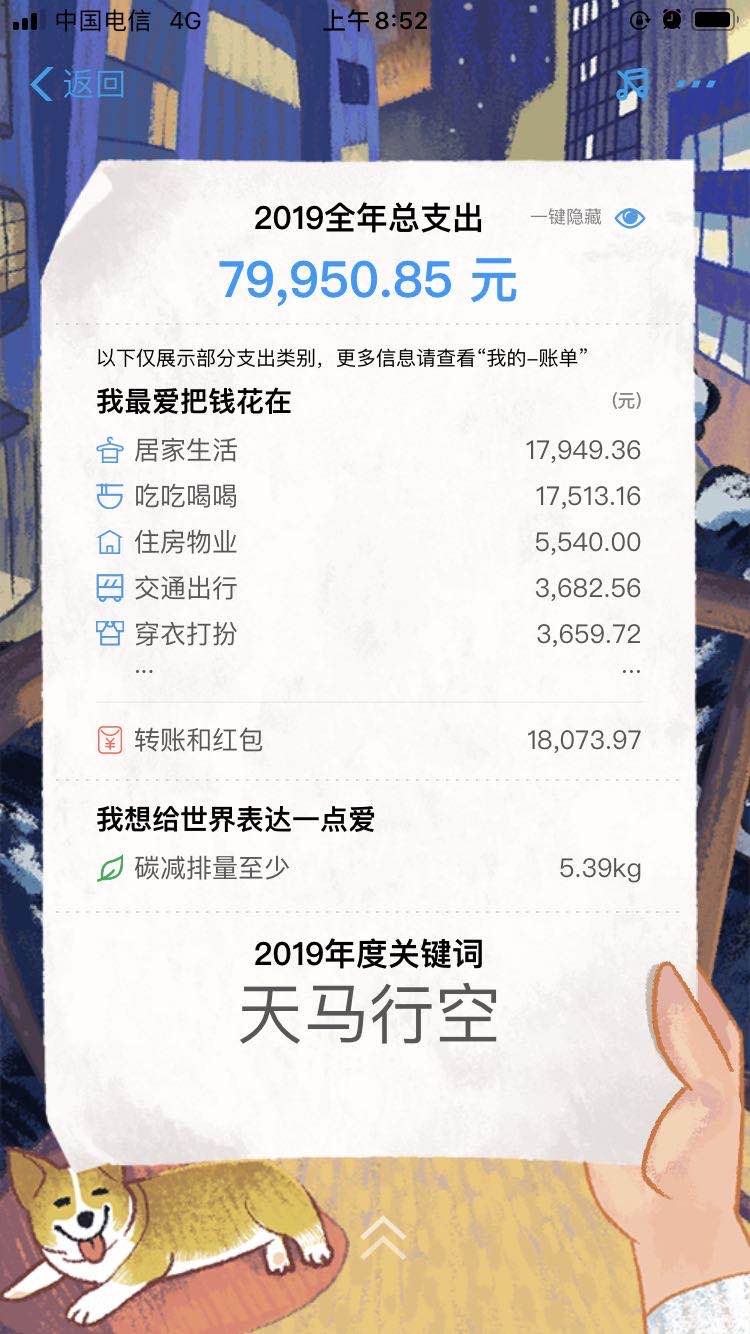 中国电信 4G 上午8:52
返回
2019全年总支出 一键隐藏
79,950.85 元
以下仅展示部分支出类别，更多信息请查看“我的–账单”
我最爱把钱花在 (元)
居家生活 17,949.36
吃吃喝喝 17,513.16
住房物业 5,540.00
交通出行 3,682.56
穿衣打扮 3,659.72
... ...
转账和红包 18,073.97
我想给世界表达一点爱
碳减排量至少 5.39kg
2019年度关键词
天马行空